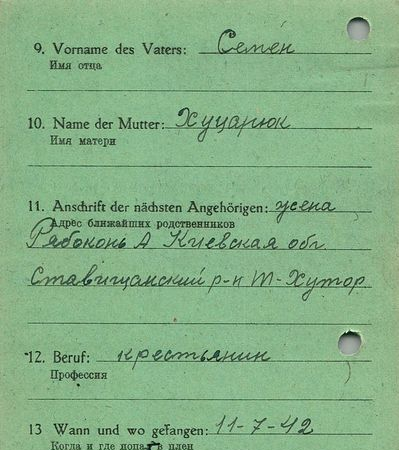 9. Vorname des Vaters: Семен
Имя отца
10. Name der Mutter: Хуцарюк
Имя матери
11. Anschrift der nächsten Angehörigen: жена
Адрес ближайших родственников
Рябоконь А Киевская обл
Ставищанский р-н Т-Хутор
12. Beruf: крестьянин
Профессия
13 Wann und wo gefangen: 11-7-42
Когда и где попал в плен